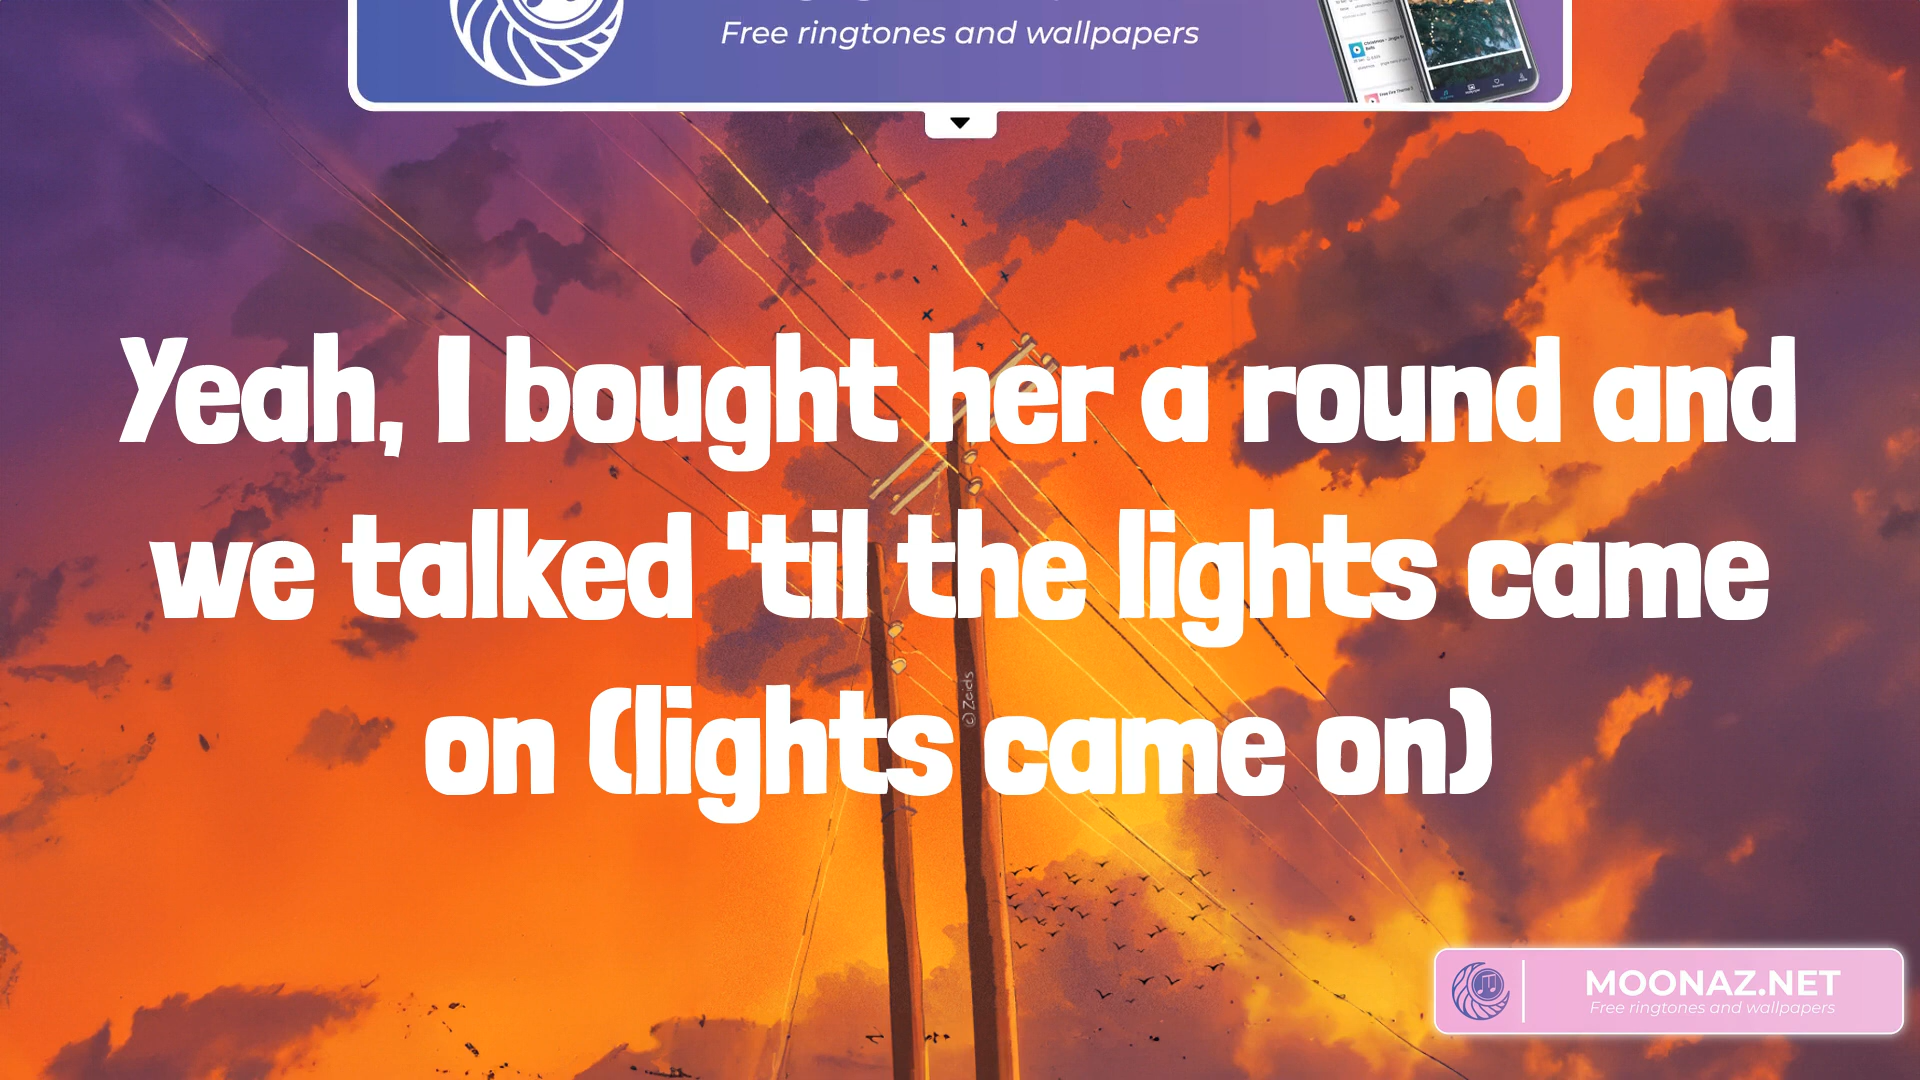 Free ringtones and wallpapers
Yeah, I bought her a round and
we talked 'til the lights came
on (lights came on)
©Zaids
MOONAZ.NET
Free ringtones and wallpapers